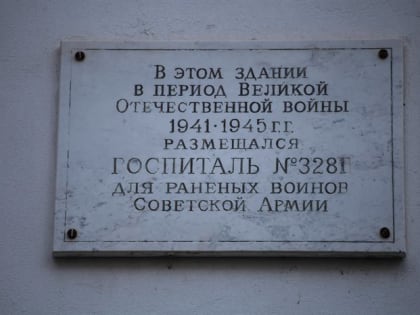 В этом здании
в период Великой
Отечественной войны
1941-1945 г.г.
размещался
госпиталь №3281
для раненых воинов
Советской Армии